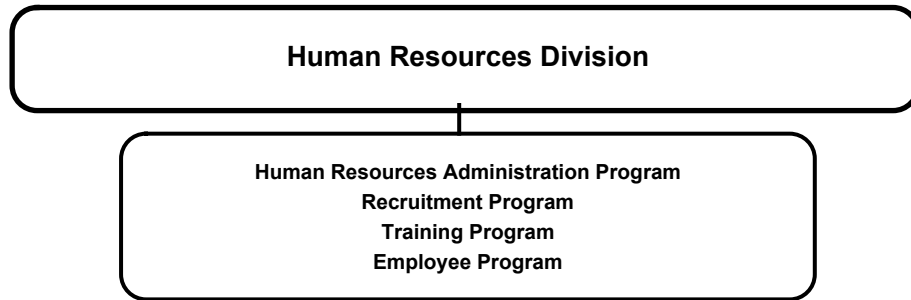 Human Resources Division
Human Resources Administration Program
Recruitment Program
Training Program
Employee Program